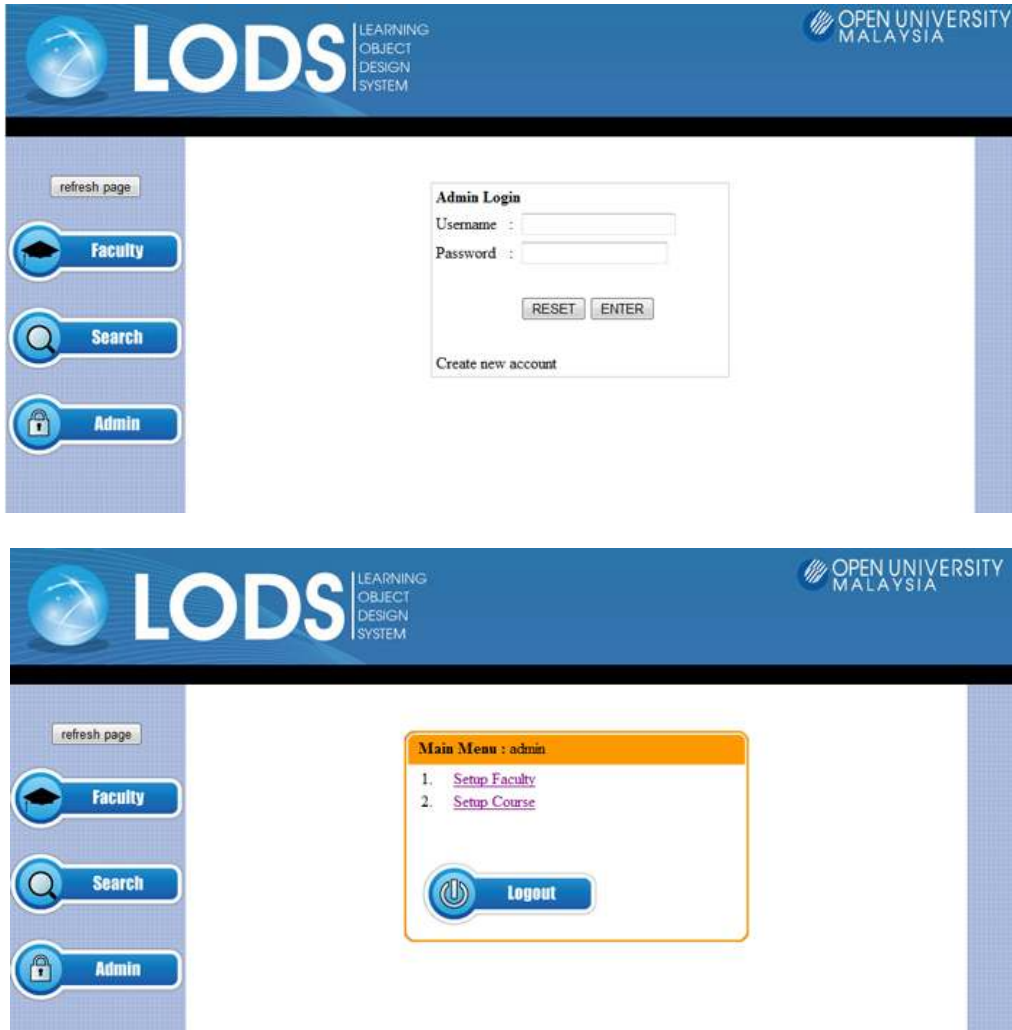 LODS
LEARNING
OBJECT
DESIGN
SYSTEM
OPEN UNIVERSITY
MALAYSIA
refresh page
Faculty
Search
Admin
Admin Login
Username :
Password :
RESET ENTER
Create new account
LODS
LEARNING
OBJECT
DESIGN
SYSTEM
OPEN UNIVERSITY
MALAYSIA
refresh page
Faculty
Search
Admin
Main Menu : admin
1. Setup Faculty
2. Setup Course
Logout